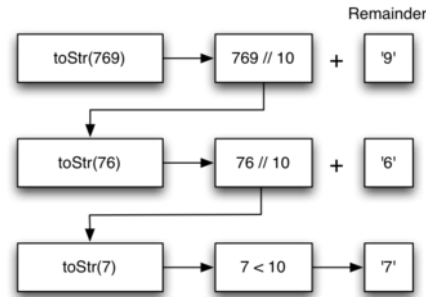 Remainder
toStr(769) 769 // 10 + '9'
toStr(76) 76 // 10 + '6'
toStr(7) 7 < 10 '7'